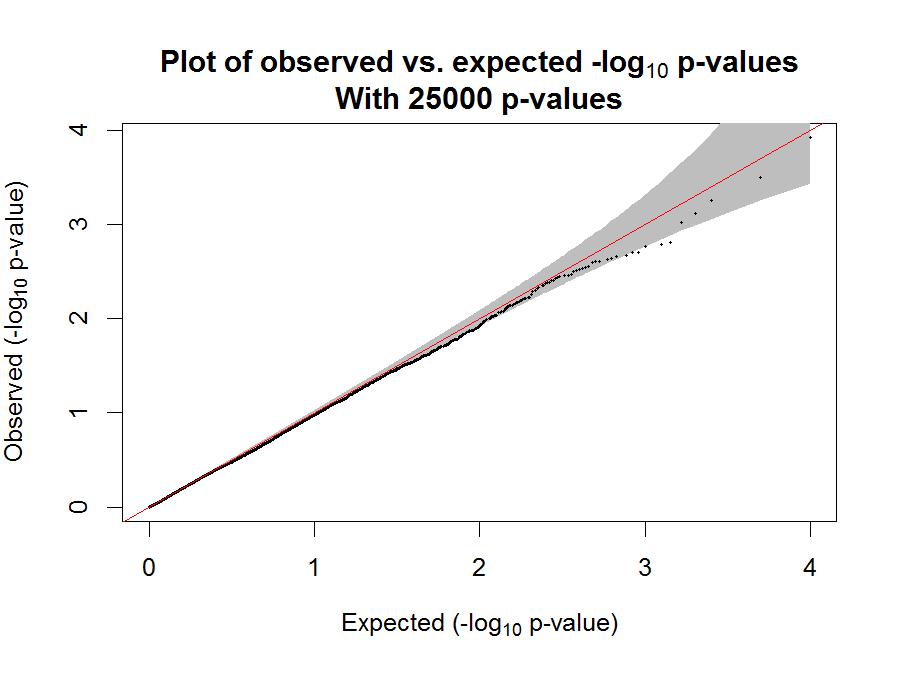 Plot of observed vs. expected -log10 p-values
With 25000 p-values
Observed (-log10 p-value)
4
3
2
1
0
0 1 2 3 4
Expected (-log10 p-value)